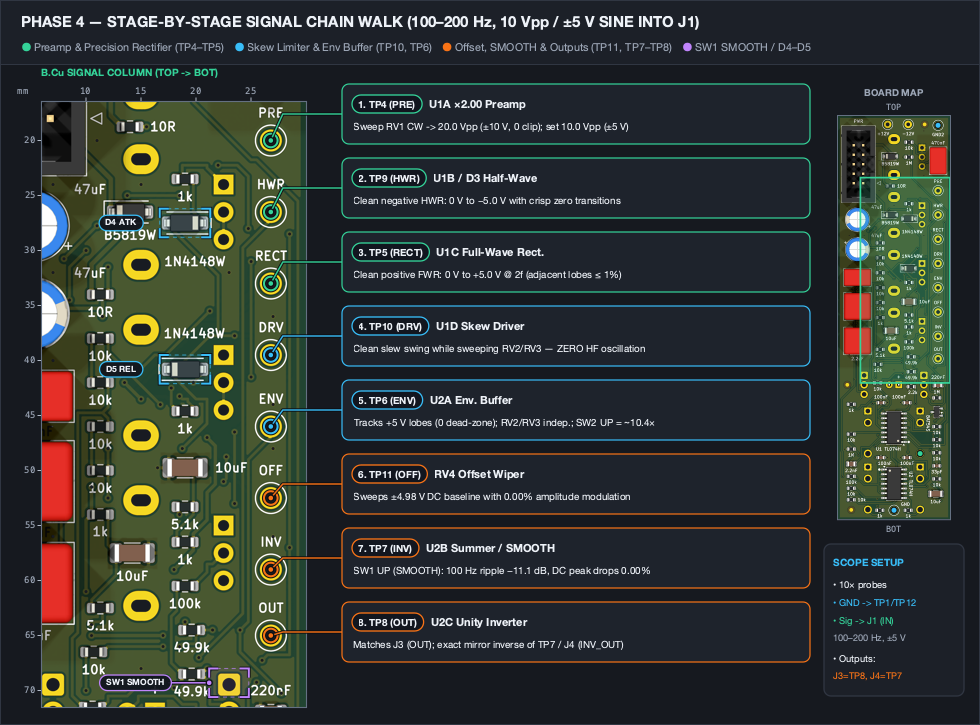 PHASE 4 — STAGE-BY-STAGE SIGNAL CHAIN WALK (100–200 Hz, 10 Vpp / ±5 V SINE INTO J1)
Preamp & Precision Rectifier (TP4–TP5)
Skew Limiter & Env Buffer (TP10, TP6)
Offset, SMOOTH & Outputs (TP11, TP7–TP8)
SW1 SMOOTH / D4–D5
B.Cu SIGNAL COLUMN (TOP -> BOT)
mm
10
15
20
25
20
25
30
35
40
45
50
55
60
65
70
PRE
10R
47uF
1k
HWR
D4 ATK
B5819W
1N4148W
RECT
47uF
10R
1N4148W
DRV
10k
D5 REL
10k
1k
ENV
10k
10uF
OFF
10k
5.1k
1k
1k
INV
10uF
100k
5.1k
OUT
49.9k
10k
SW1 SMOOTH
49.9k
220nF
1. TP4 (PRE) U1A ×2.00 Preamp
Sweep RV1 CW -> 20.0 Vpp (±10 V, 0 clip); set 10.0 Vpp (±5 V)
2. TP9 (HWR) U1B / D3 Half-Wave
Clean negative HWR: 0 V to −5.0 V with crisp zero transitions
3. TP5 (RECT) U1C Full-Wave Rect.
Clean positive FWR: 0 V to +5.0 V @ 2f (adjacent lobes ≤ 1%)
4. TP10 (DRV) U1D Skew Driver
Clean slew swing while sweeping RV2/RV3 — ZERO HF oscillation
5. TP6 (ENV) U2A Env. Buffer
Tracks +5 V lobes (0 dead-zone); RV2/RV3 indep.; SW2 UP = ~10.4×
6. TP11 (OFF) RV4 Offset Wiper
Sweeps ±4.98 V DC baseline with 0.00% amplitude modulation
7. TP7 (INV) U2B Summer / SMOOTH
SW1 UP (SMOOTH): 100 Hz ripple −11.1 dB, DC peak drops 0.00%
8. TP8 (OUT) U2C Unity Inverter
Matches J3 (OUT); exact mirror inverse of TP7 / J4 (INV_OUT)
BOARD MAP
TOP
BOT
SCOPE SETUP
• 10× probes
• GND -> TP1/TP12
• Sig -> J1 (IN)
100–200 Hz, ±5 V
• Outputs:
J3=TP8, J4=TP7